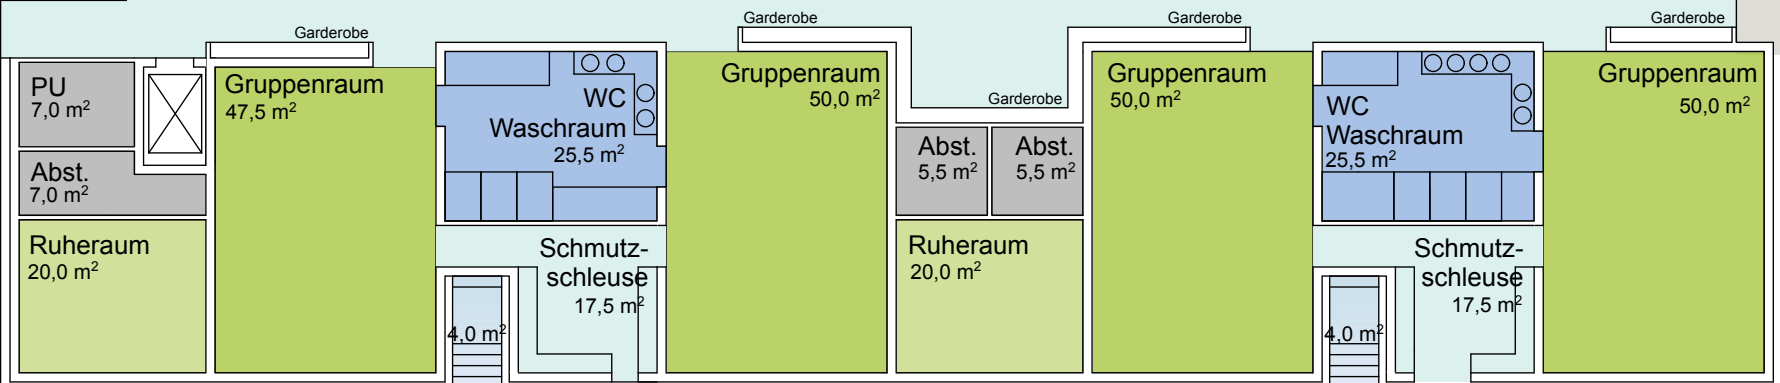 Garderobe
Garderobe
Garderobe
Garderobe
PU
7,0 m²
Gruppenraum
47,5 m²
WC
Waschraum
25,5 m²
Gruppenraum
50,0 m²
Garderobe
Gruppenraum
50,0 m²
WC
Waschraum
25,5 m²
Gruppenraum
50,0 m²
Abst.
7,0 m²
Abst.
5,5 m²
Abst.
5,5 m²
Ruheraum
20,0 m²
Schmutz-
schleuse
17,5 m²
Ruheraum
20,0 m²
Schmutz-
schleuse
17,5 m²
4,0 m²
4,0 m²